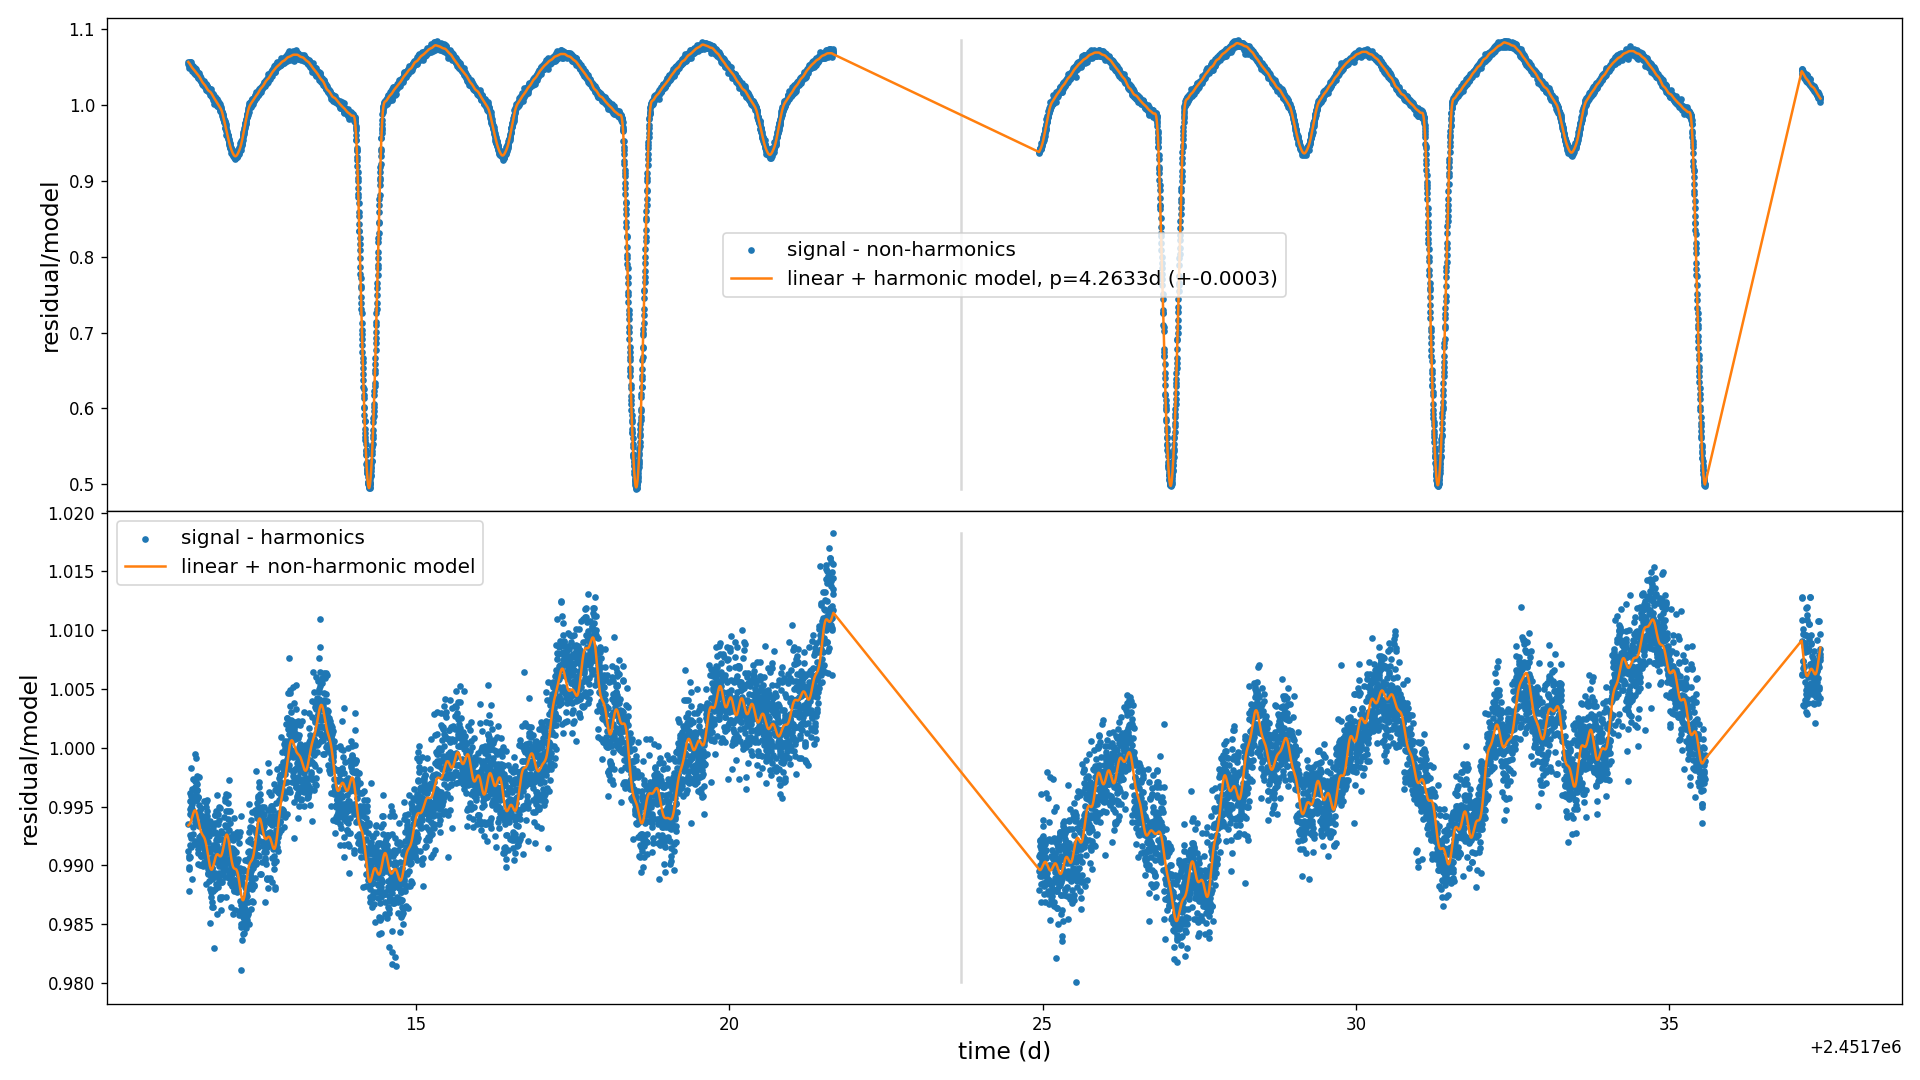 1.1
1.0
0.9
0.8
0.7
0.6
0.5
residual/model
signal - non-harmonics
linear + harmonic model, p=4.2633d (+-0.0003)
1.020
1.015
1.010
1.005
1.000
0.995
0.990
0.985
0.980
residual/model
signal - harmonics
linear + non-harmonic model
15
20
25
30
35
time (d)
+2.4517e6